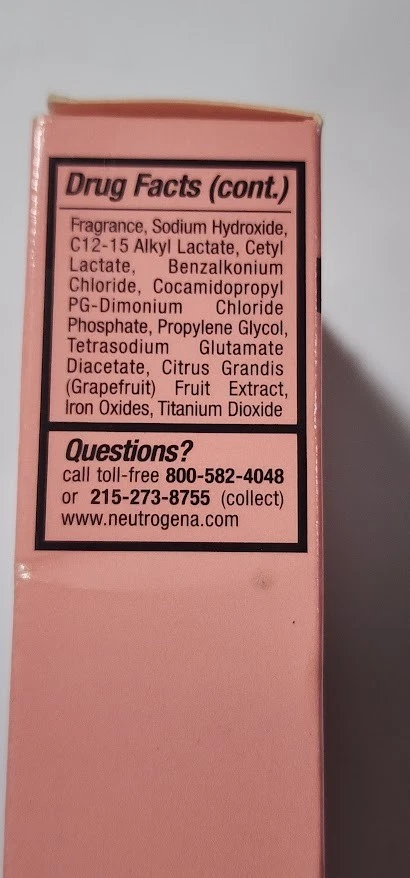 Drug Facts (cont.)
Fragrance, Sodium Hydroxide,
C12-15 Alkyl Lactate, Cetyl
Lactate, Benzalkonium
Chloride, Cocamidopropyl
PG-Dimonium Chloride
Phosphate, Propylene Glycol,
Tetrasodium Glutamate
Diacetate, Citrus Grandis
(Grapefruit) Fruit Extract,
Iron Oxides, Titanium Dioxide
Questions?
call toll-free 800-582-4048
or 215-273-8755 (collect)
www.neutrogena.com